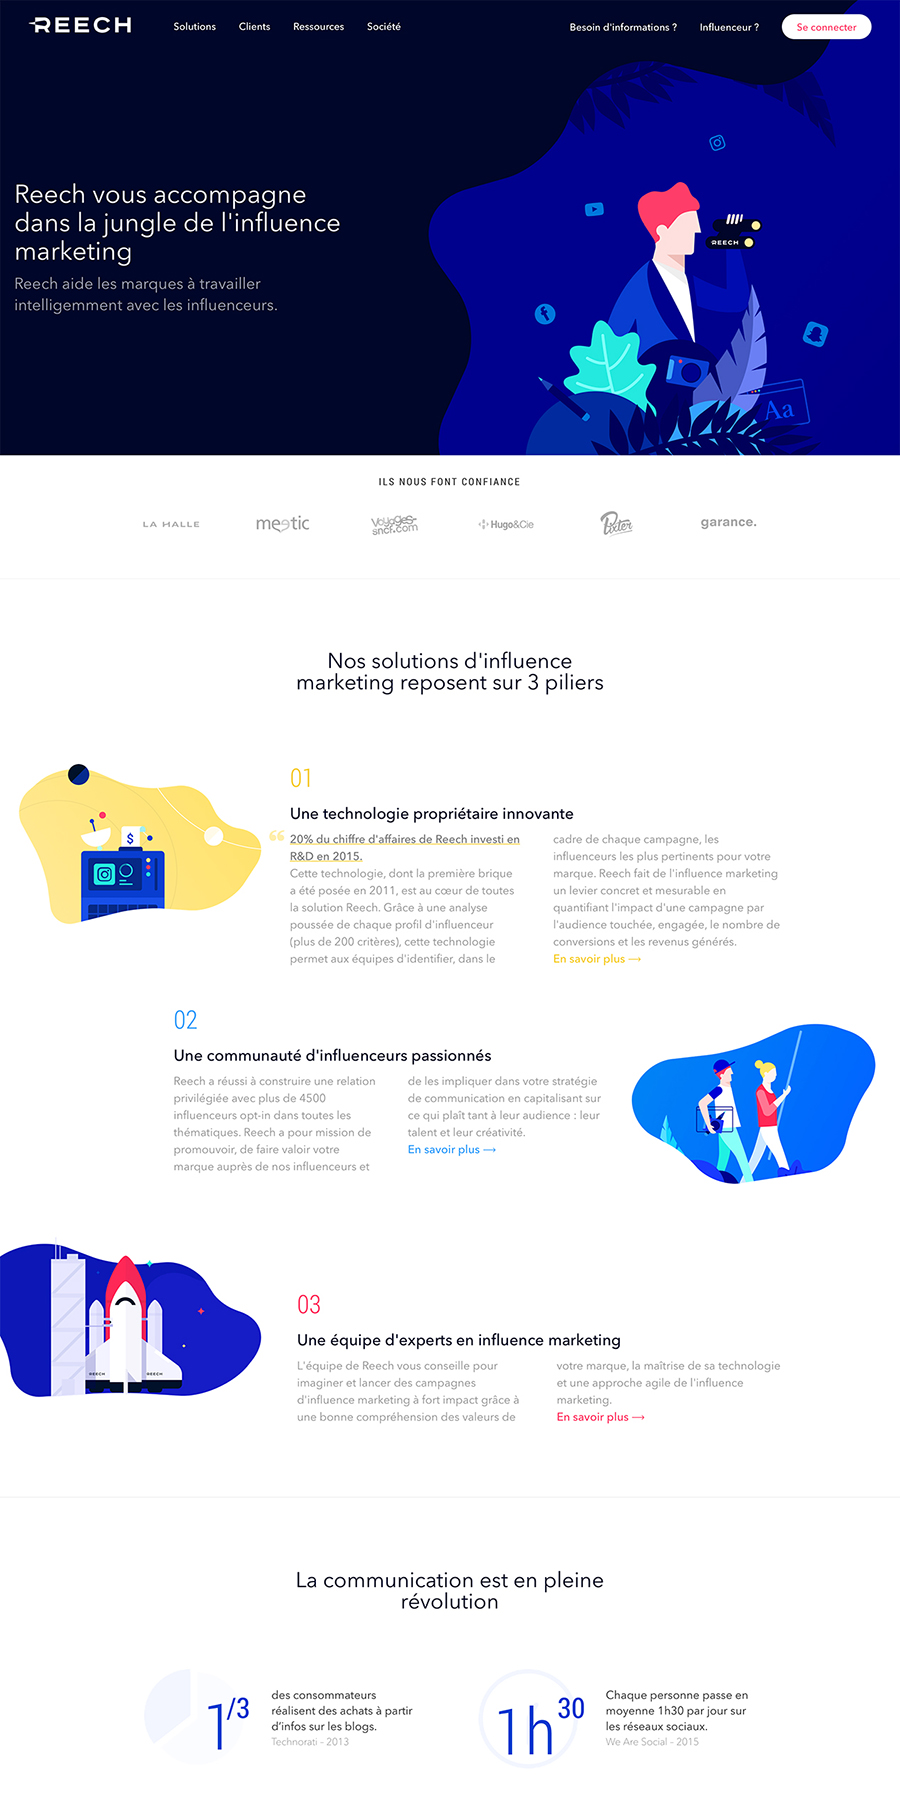 REECH
Solutions
Clients
Ressources
Société
Besoin d'informations ?
Influenceur ?
Se connecter
Reech vous accompagne
dans la jungle de l'influence
marketing
Reech aide les marques à travailler
intelligemment avec les influenceurs.
REECH
Aa
ILS NOUS FONT CONFIANCE
LA HALLE
meetic
Voyages-
sncf.com
Hugo&Cie
Pixter
garance.
Nos solutions d'influence
marketing reposent sur 3 piliers
01
Une technologie propriétaire innovante
$
“
20% du chiffre d'affaires de Reech investi en
R&D en 2015.
Cette technologie, dont la première brique
a été posée en 2011, est au cœur de toutes
la solution Reech. Grâce à une analyse
poussée de chaque profil d'influenceur
(plus de 200 critères), cette technologie
permet aux équipes d'identifier, dans le
cadre de chaque campagne, les
influenceurs les plus pertinents pour votre
marque. Reech fait de l'influence marketing
un levier concret et mesurable en
quantifiant l'impact d'une campagne par
l'audience touchée, engagée, le nombre de
conversions et les revenus générés.
En savoir plus →
02
Une communauté d'influenceurs passionnés
Reech a réussi à construire une relation
privilégiée avec plus de 4500
influenceurs opt-in dans toutes les
thématiques. Reech a pour mission de
promouvoir, de faire valoir votre
marque auprès de nos influenceurs et
de les impliquer dans votre stratégie
de communication en capitalisant sur
ce qui plaît tant à leur audience : leur
talent et leur créativité.
En savoir plus →
03
Une équipe d'experts en influence marketing
REECH
REECH
L'équipe de Reech vous conseille pour
imaginer et lancer des campagnes
d'influence marketing à fort impact grâce à
une bonne compréhension des valeurs de
votre marque, la maîtrise de sa technologie
et une approche agile de l'influence
marketing.
En savoir plus →
La communication est en pleine
révolution
1/3
des consommateurs
réalisent des achats à partir
d'infos sur les blogs.
Technorati - 2013
1h30
Chaque personne passe en
moyenne 1h30 par jour sur
les réseaux sociaux.
We Are Social - 2015